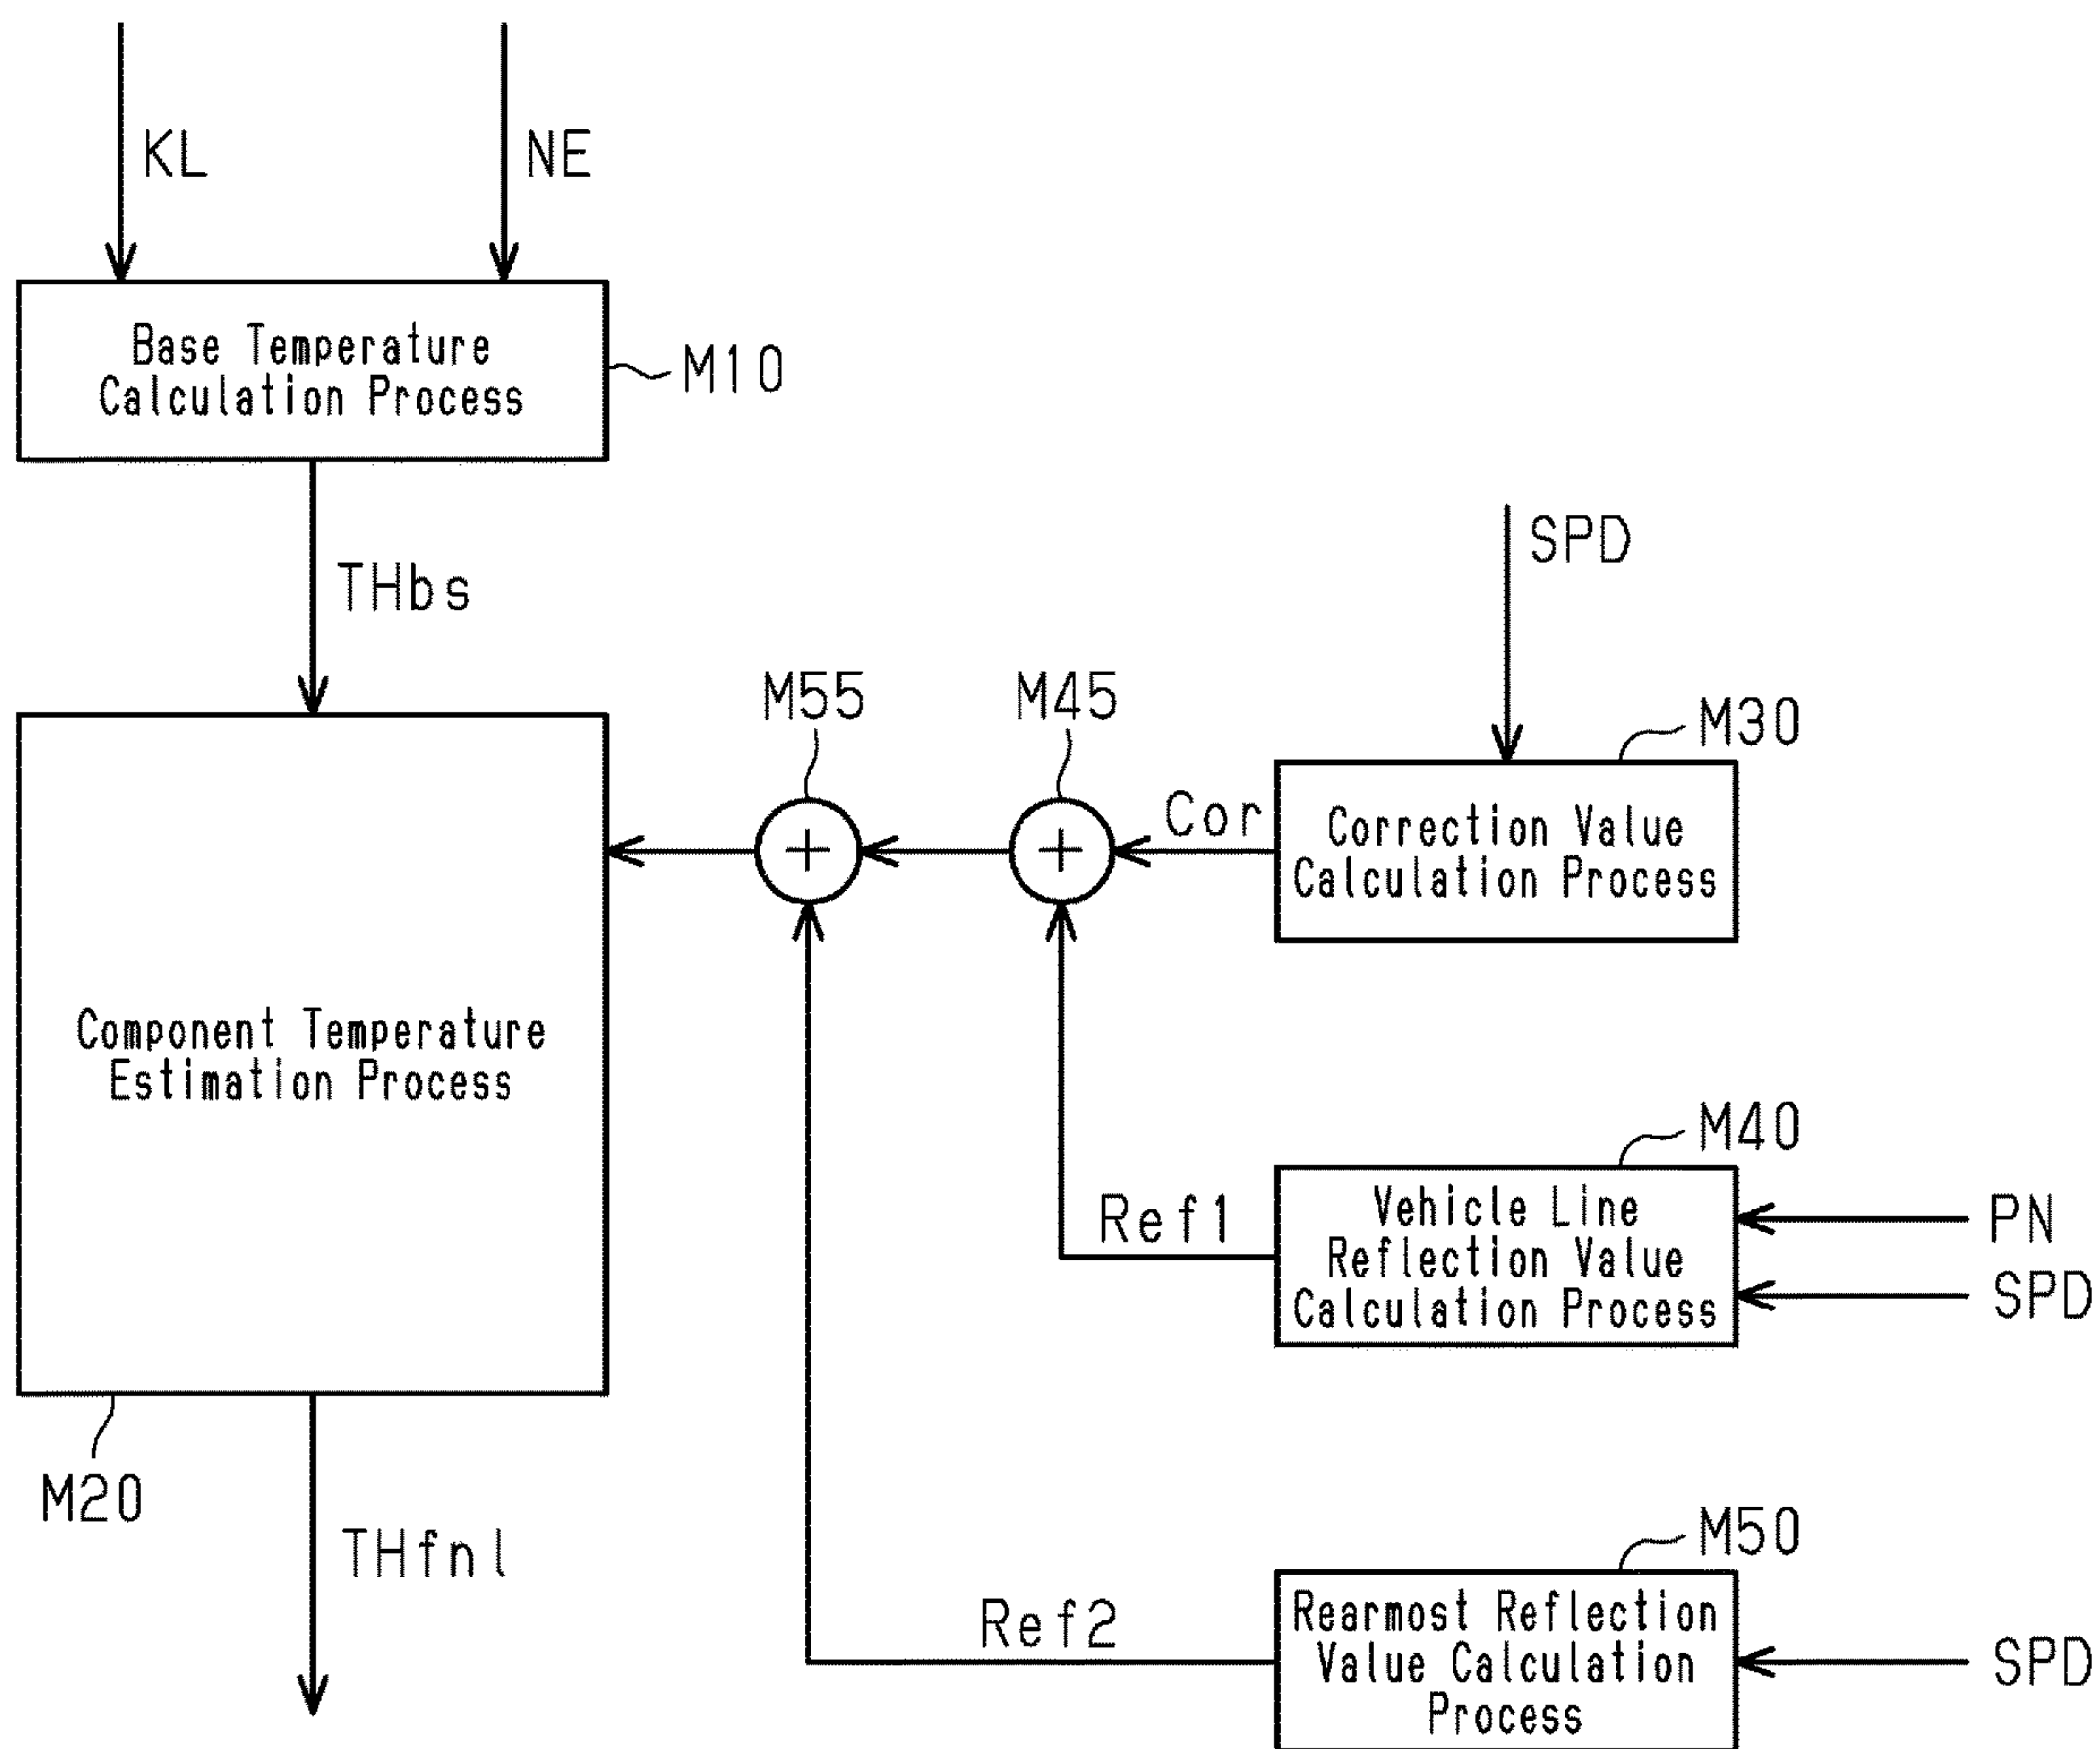 KL
NE
Base Temperature
Calculation Process
M10
THbs
SPD
M55
M45
M30
Cor
Correction Value
Calculation Process
Component Temperature
Estimation Process
M40
Ref1
Vehicle Line
Reflection Value
Calculation Process
PN
SPD
M20
THfnl
M50
Ref2
Rearmost Reflection
Value Calculation
Process
SPD